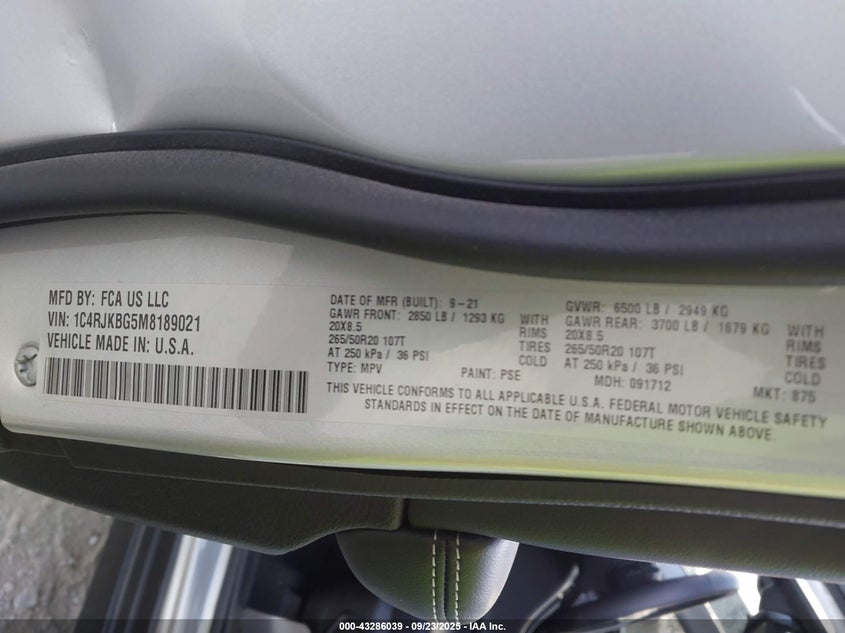 MFD BY: FCA US LLC
VIN: 1C4RJKBG5M8189021
VEHICLE MADE IN: U.S.A.
DATE OF MFR (BUILT): 9-21
GAWR FRONT: 2850 LB / 1293 KG WITH
20X8.5 RIMS
265/50R20 107T TIRES
AT 250 kPa / 36 PSI COLD
TYPE: MPV PAINT: PSE
GVWR: 6500 LB / 2949 KG
GAWR REAR: 3700 LB / 1679 KG WITH
20X8.5 RIMS
265/50R20 107T TIRES
AT 250 kPa / 36 PSI COLD
MDH: 091712 MKT: 875
THIS VEHICLE CONFORMS TO ALL APPLICABLE U.S.A. FEDERAL MOTOR VEHICLE SAFETY
STANDARDS IN EFFECT ON THE DATE OF MANUFACTURE SHOWN ABOVE.
000-43286039 - 09/23/2025 - IAA Inc.